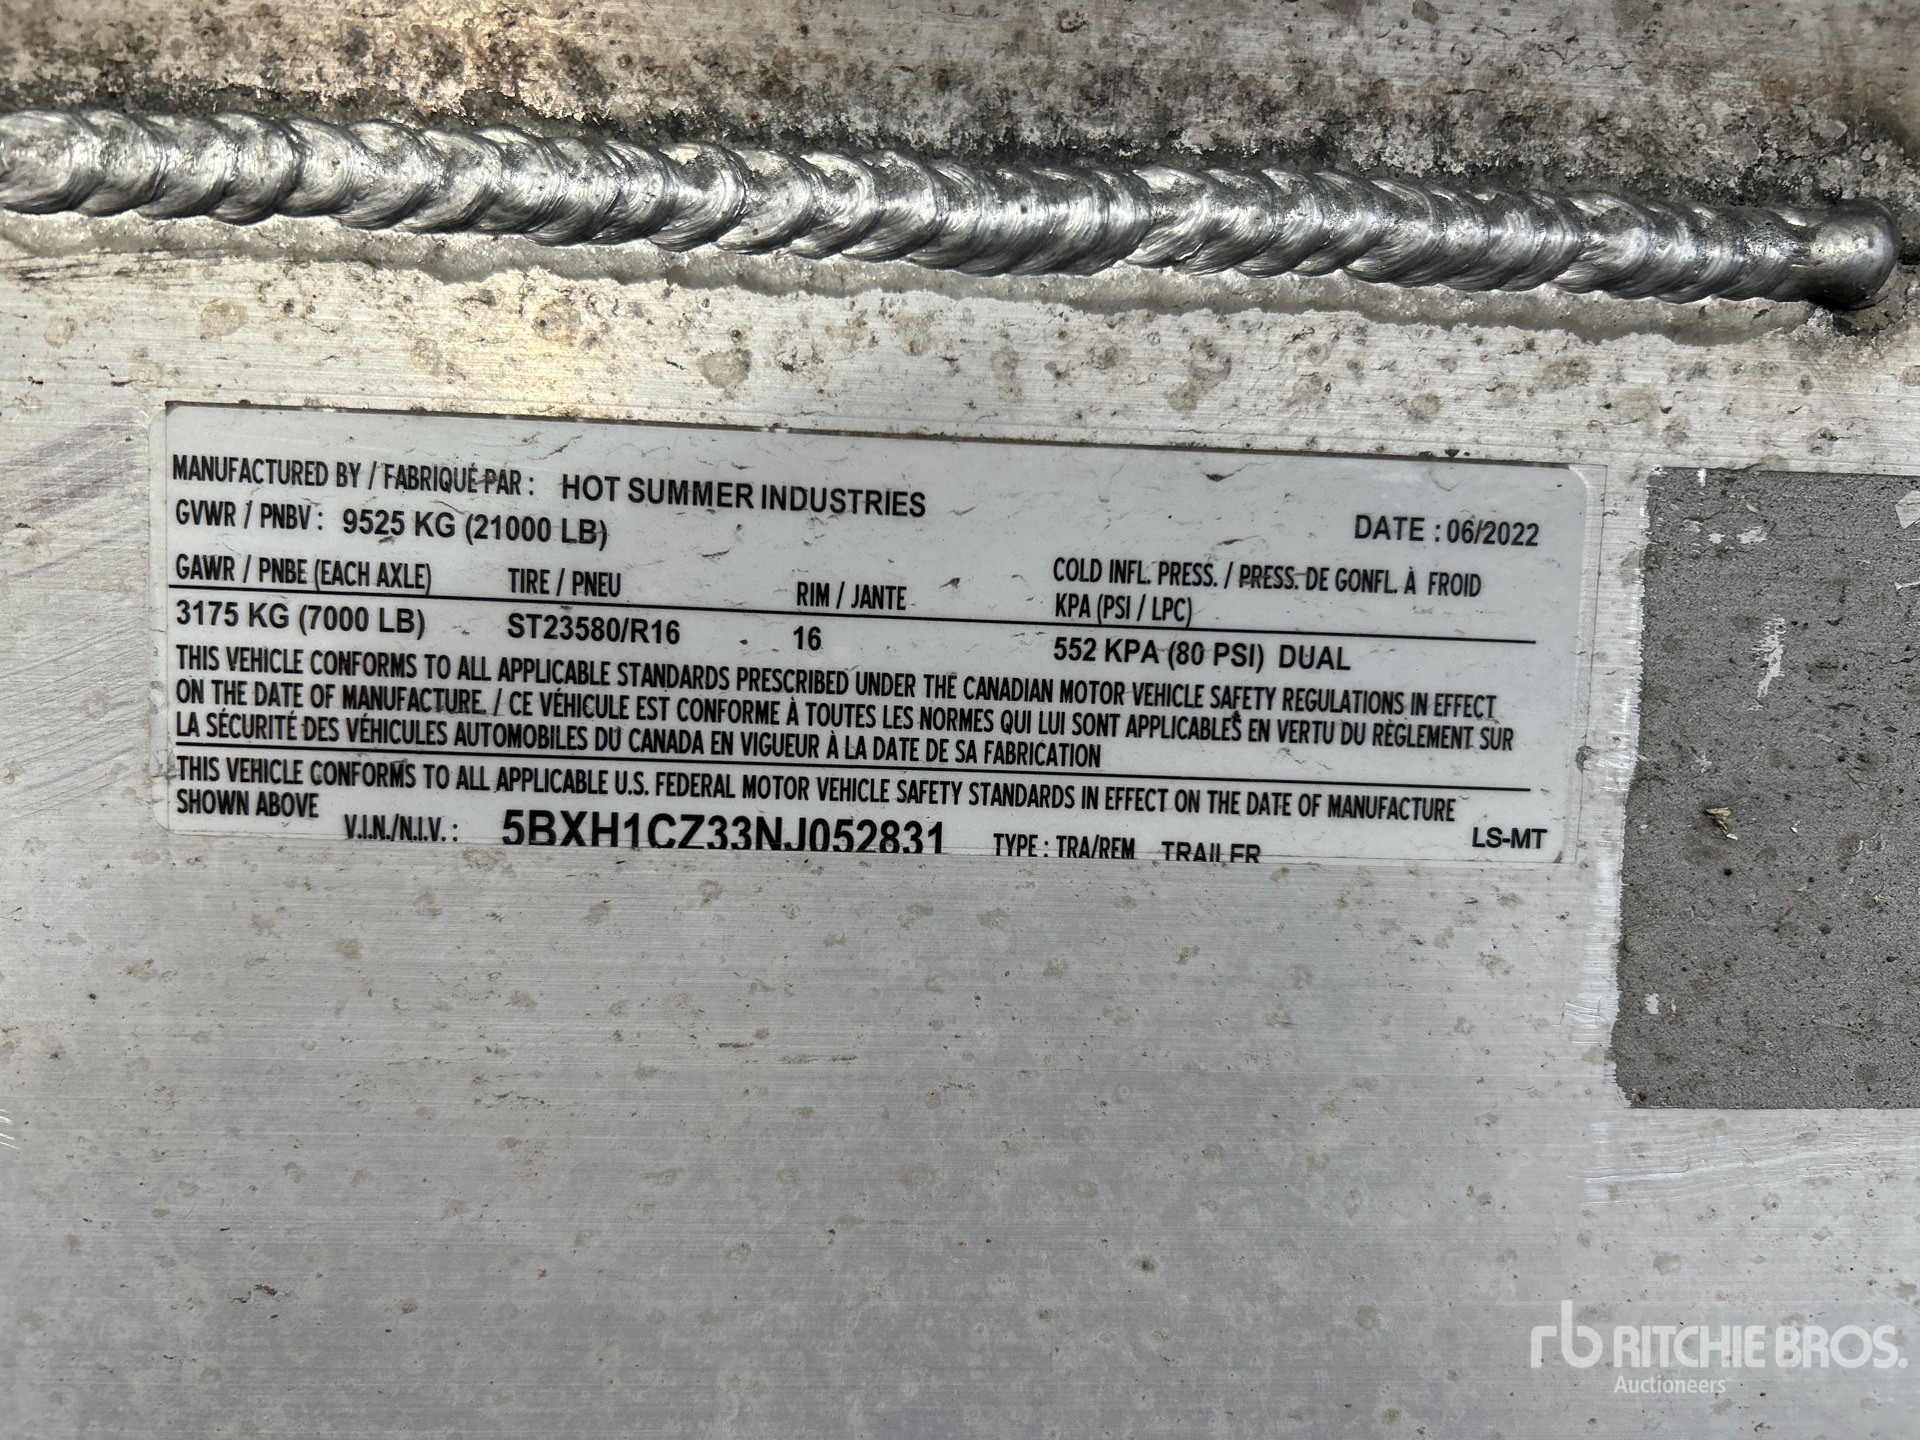 MANUFACTURED BY / FABRIQUÉ PAR : HOT SUMMER INDUSTRIES
GVWR / PNBV : 9525 KG (21000 LB) DATE : 06/2022
GAWR / PNBE (EACH AXLE) TIRE / PNEU RIM / JANTE COLD INFL. PRESS. / PRESS. DE GONFL. À FROID
KPA (PSI / LPC)
3175 KG (7000 LB) ST23580/R16 16 552 KPA (80 PSI) DUAL
THIS VEHICLE CONFORMS TO ALL APPLICABLE STANDARDS PRESCRIBED UNDER THE CANADIAN MOTOR VEHICLE SAFETY REGULATIONS IN EFFECT
ON THE DATE OF MANUFACTURE. / CE VÉHICULE EST CONFORME À TOUTES LES NORMES QUI LUI SONT APPLICABLES EN VERTU DU RÈGLEMENT SUR
LA SÉCURITÉ DES VÉHICULES AUTOMOBILES DU CANADA EN VIGUEUR À LA DATE DE SA FABRICATION
THIS VEHICLE CONFORMS TO ALL APPLICABLE U.S. FEDERAL MOTOR VEHICLE SAFETY STANDARDS IN EFFECT ON THE DATE OF MANUFACTURE
SHOWN ABOVE
V.I.N./N.I.V. : 5BXH1CZ33NJ052831 TYPE : TRA/REM TRAILER LS-MT
rb RITCHIE BROS.
Auctioneers